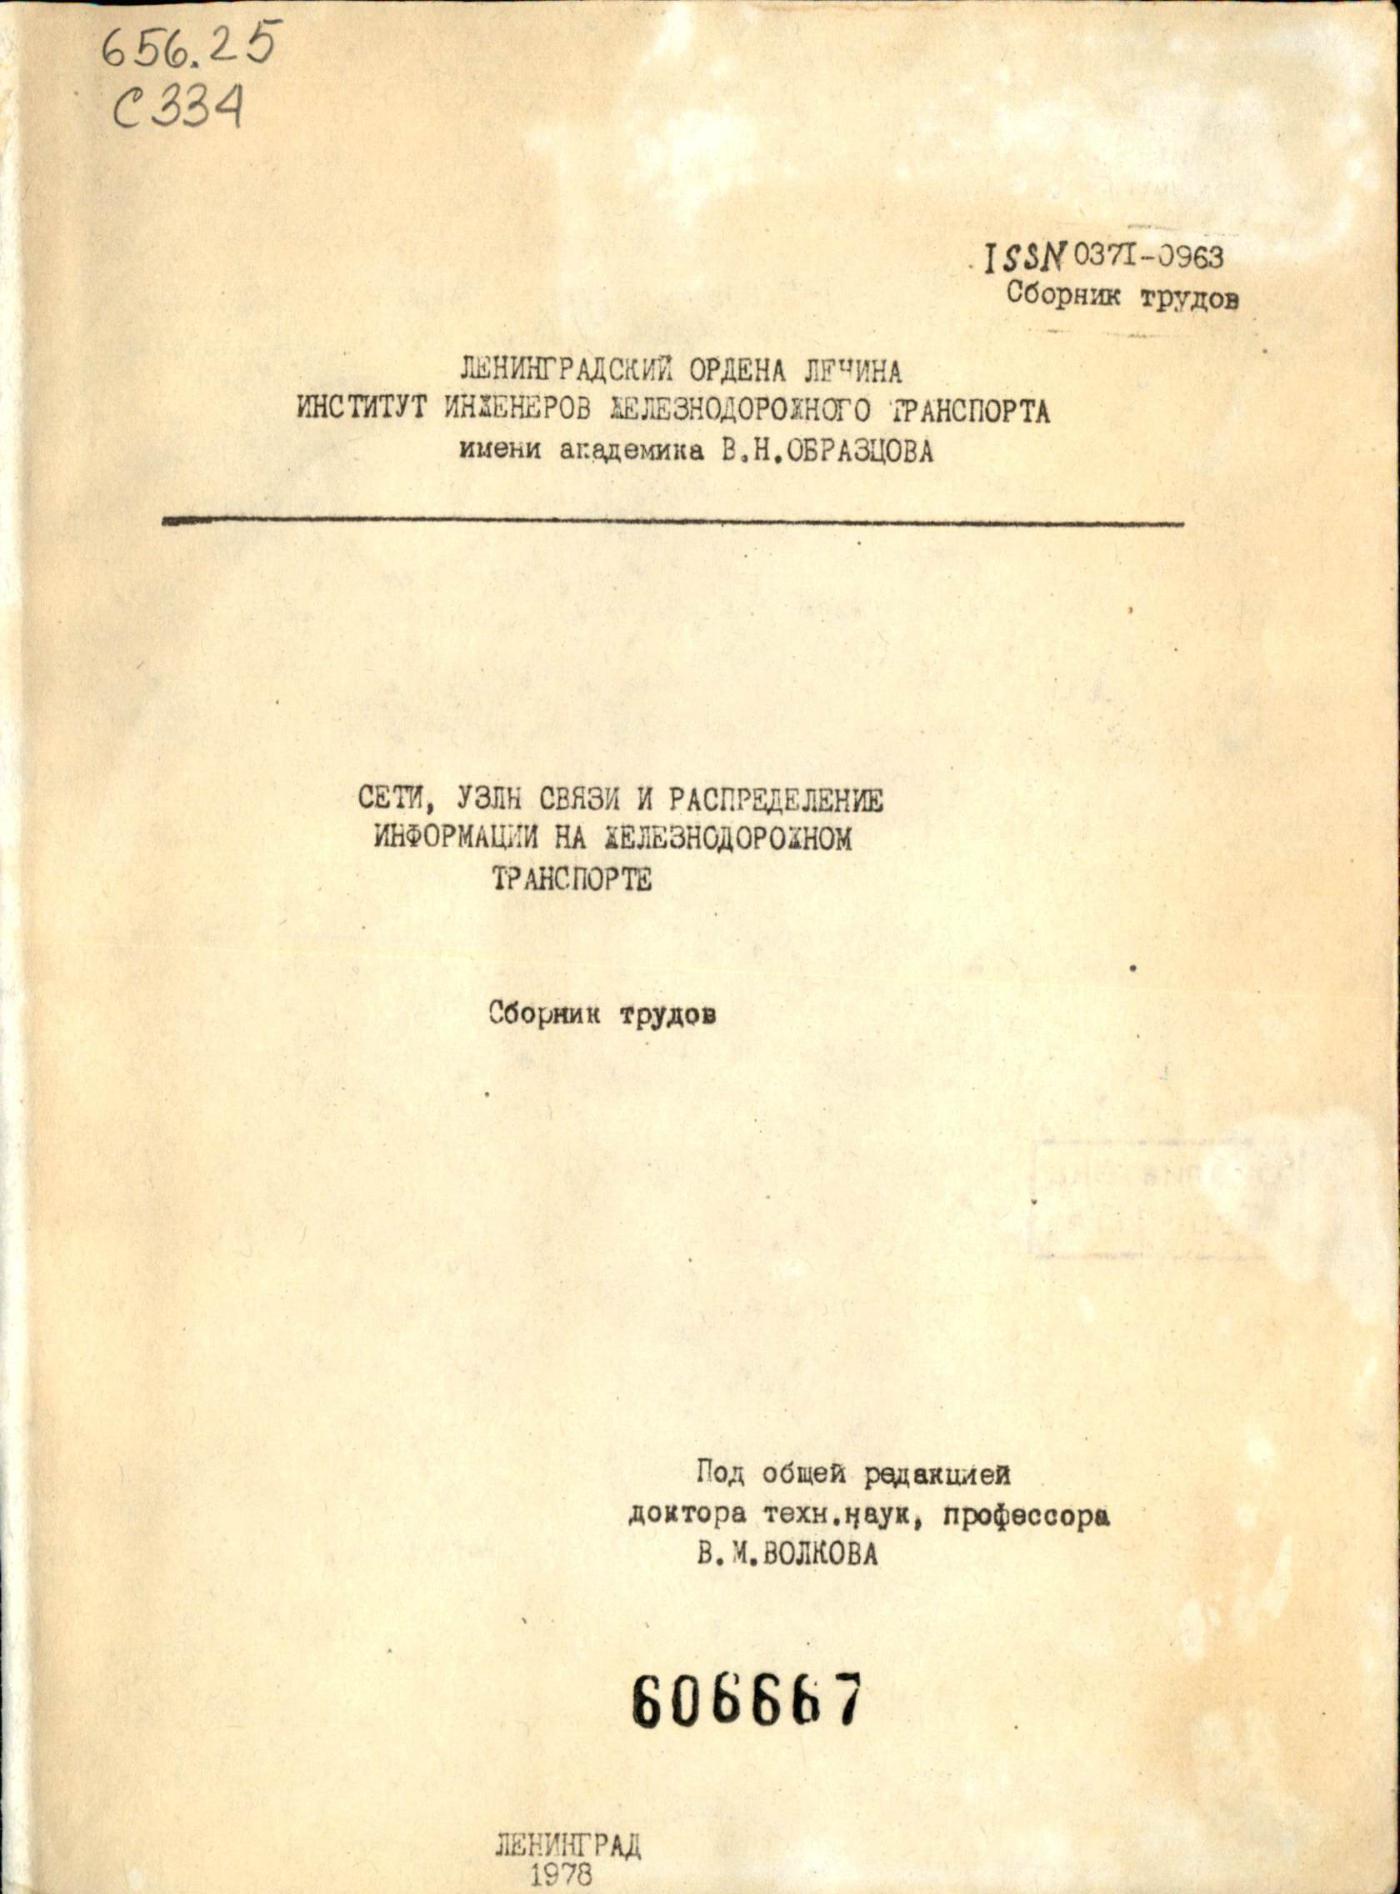 656.25
С334
ISSN 0371-0963
Сборник трудов
ЛЕНИНГРАДСКИЙ ОРДЕНА ЛЕНИНА
ИНСТИТУТ ИНЖЕНЕРОВ ЖЕЛЕЗНОДОРОЖНОГО ТРАНСПОРТА
имени академика В.Н.ОБРАЗЦОВА
СЕТИ, УЗЛЫ СВЯЗИ И РАСПРЕДЕЛЕНИЕ
ИНФОРМАЦИИ НА ЖЕЛЕЗНОДОРОЖНОМ
ТРАНСПОРТЕ
Сборник трудов
Под общей редакцией
доктора техн.наук, профессора
В.М.ВОЛКОВА
606667
ЛЕНИНГРАД
1978